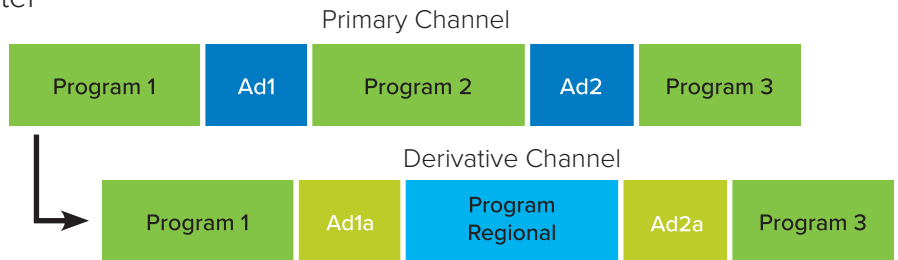 Primary Channel
Program 1 Ad1 Program 2 Ad2 Program 3
Derivative Channel
Program 1 Ad1a Program Regional Ad2a Program 3